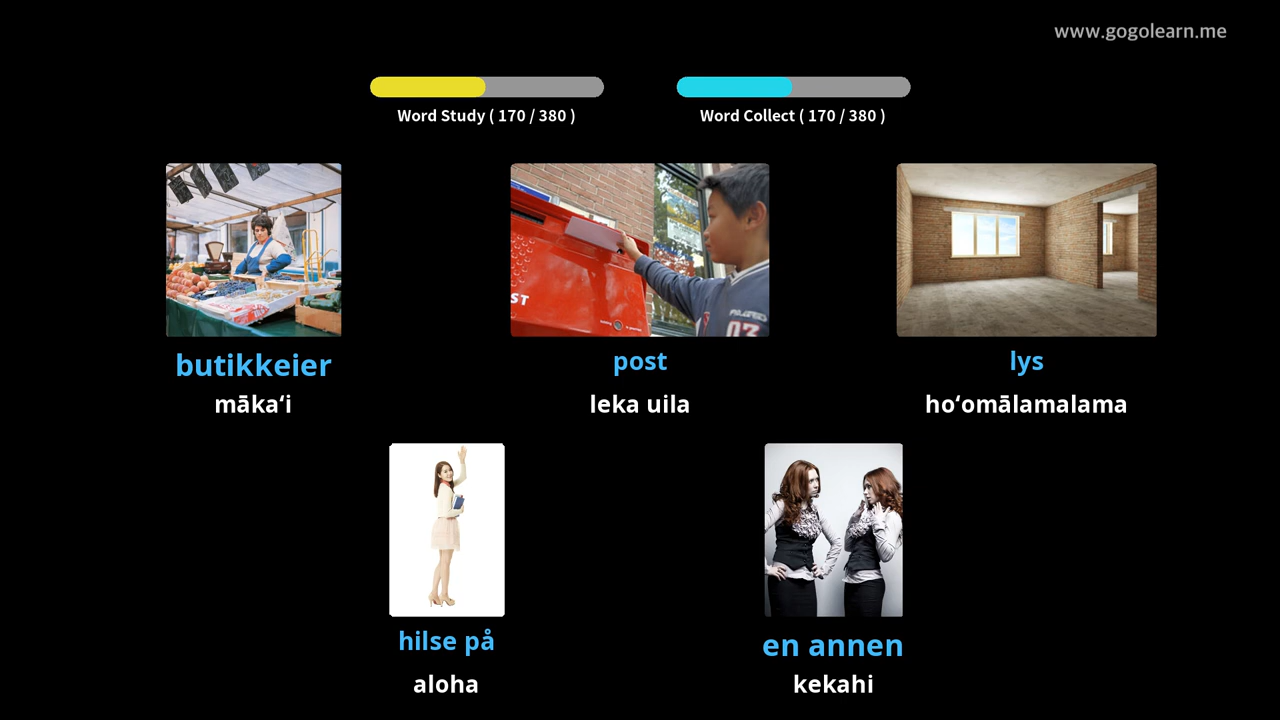 www.gogolearn.me
Word Study ( 170 / 380 )
Word Collect ( 170 / 380 )
ST
butikkeier
post
lys
mākaʻi
leka uila
hoʻomālamalama
hilse på
en annen
aloha
kekahi